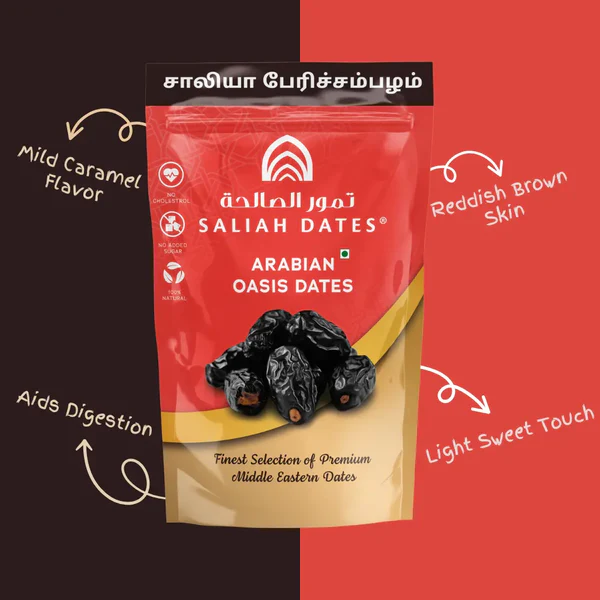 சாலியா பேரிச்சம்பழம்
Mild Caramel
Flavor
Reddish Brown
Skin
NO
CHOLESTROL
NO ADDED
SUGAR
100%
NATURAL
تمور الصالحة
SALIAH DATES®
ARABIAN
OASIS DATES
Aids Digestion
Light Sweet Touch
Finest Selection of Premium
Middle Eastern Dates